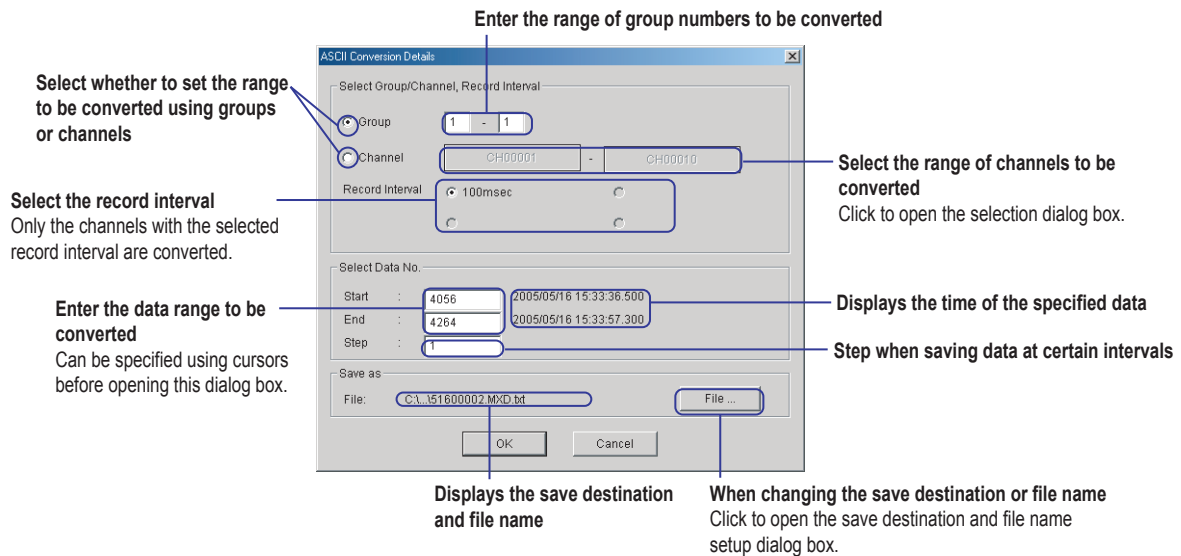 Enter the range of group numbers to be converted
ASCII Conversion Details
Select whether to set the range
to be converted using groups
or channels
Select Group/Channel, Record Interval
Group
1 - 1
Channel
CH00001 - CH00010
Select the range of channels to be
converted
Click to open the selection dialog box.
Record Interval
100msec
Select the record interval
Only the channels with the selected
record interval are converted.
Select Data No.
Start : 4056 2005/05/16 15:33:36.500
End : 4264 2005/05/16 15:33:57.300
Step : 1
Enter the data range to be
converted
Can be specified using cursors
before opening this dialog box.
Displays the time of the specified data
Step when saving data at certain intervals
Save as
File: C:\...\51600002.MXD.txt
File ...
OK
Cancel
Displays the save destination
and file name
When changing the save destination or file name
Click to open the save destination and file name
setup dialog box.